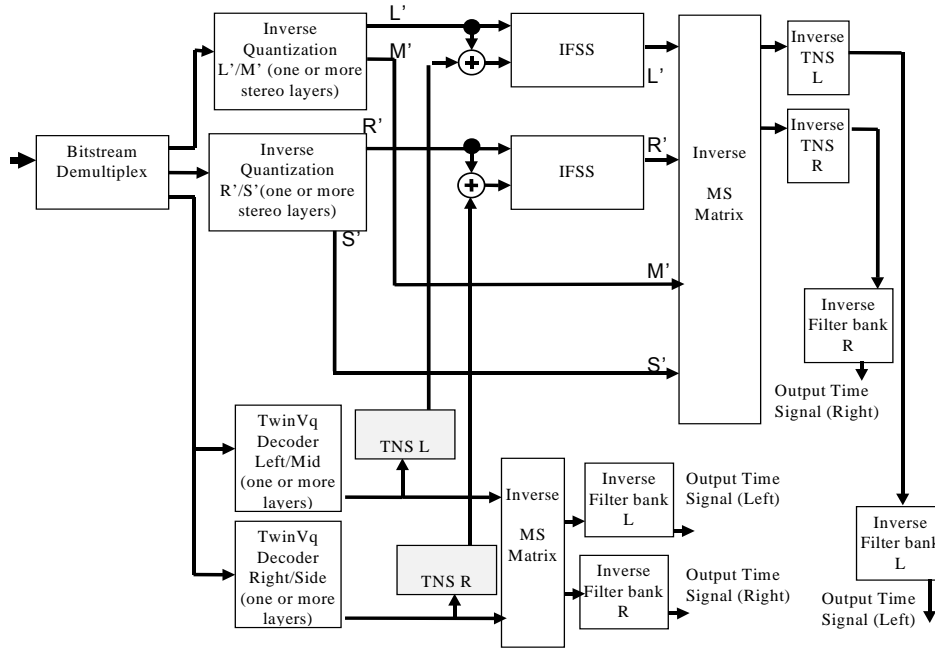 L'
Inverse
Quantization
L'/M' (one or more
stereo layers)
M'
IFSS
L'
Inverse
TNS
L
R'
Bitstream
Demultiplex
Inverse
Quantization
R'/S'(one or more
stereo layers)
S'
IFSS
R'
Inverse
MS
Matrix
Inverse
TNS
R
M'
S'
Inverse
Filter bank
R
Output Time
Signal (Right)
TwinVq
Decoder
Left/Mid
(one or more
layers)
TNS L
Inverse
MS
Matrix
Inverse
Filter bank
L
Output Time
Signal (Left)
Inverse
Filter bank
L
TwinVq
Decoder
Right/Side
(one or more
layers)
TNS R
Inverse
Filter bank
R
Output Time
Signal (Right)
Output Time
Signal (Left)